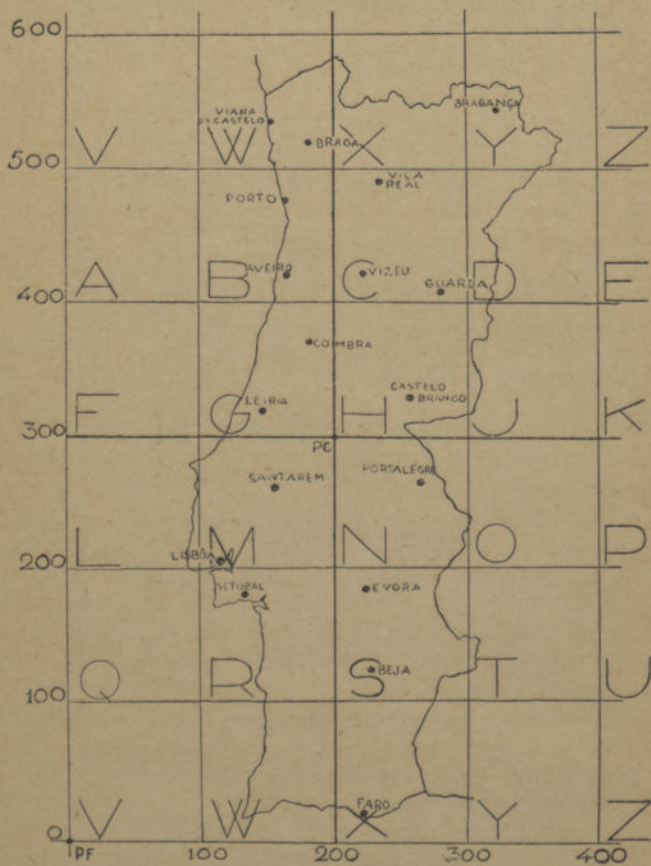 600
BRAGANÇA
VIANA
DO CASTELO
V W X Y Z
BRAGA
500
VILA
REAL
PORTO
AVEIRO
VIZEU
GUARDA
A B C D E
400
COIMBRA
CASTELO
BRANCO
LEIRIA
F G H J K
300
PC
PORTALEGRE
SANTAREM
L M N O P
LISBÔA
200
SETUBAL
EVORA
Q R S T U
BEJA
100
FARO
V W X Y Z
0
PF 100 200 300 400